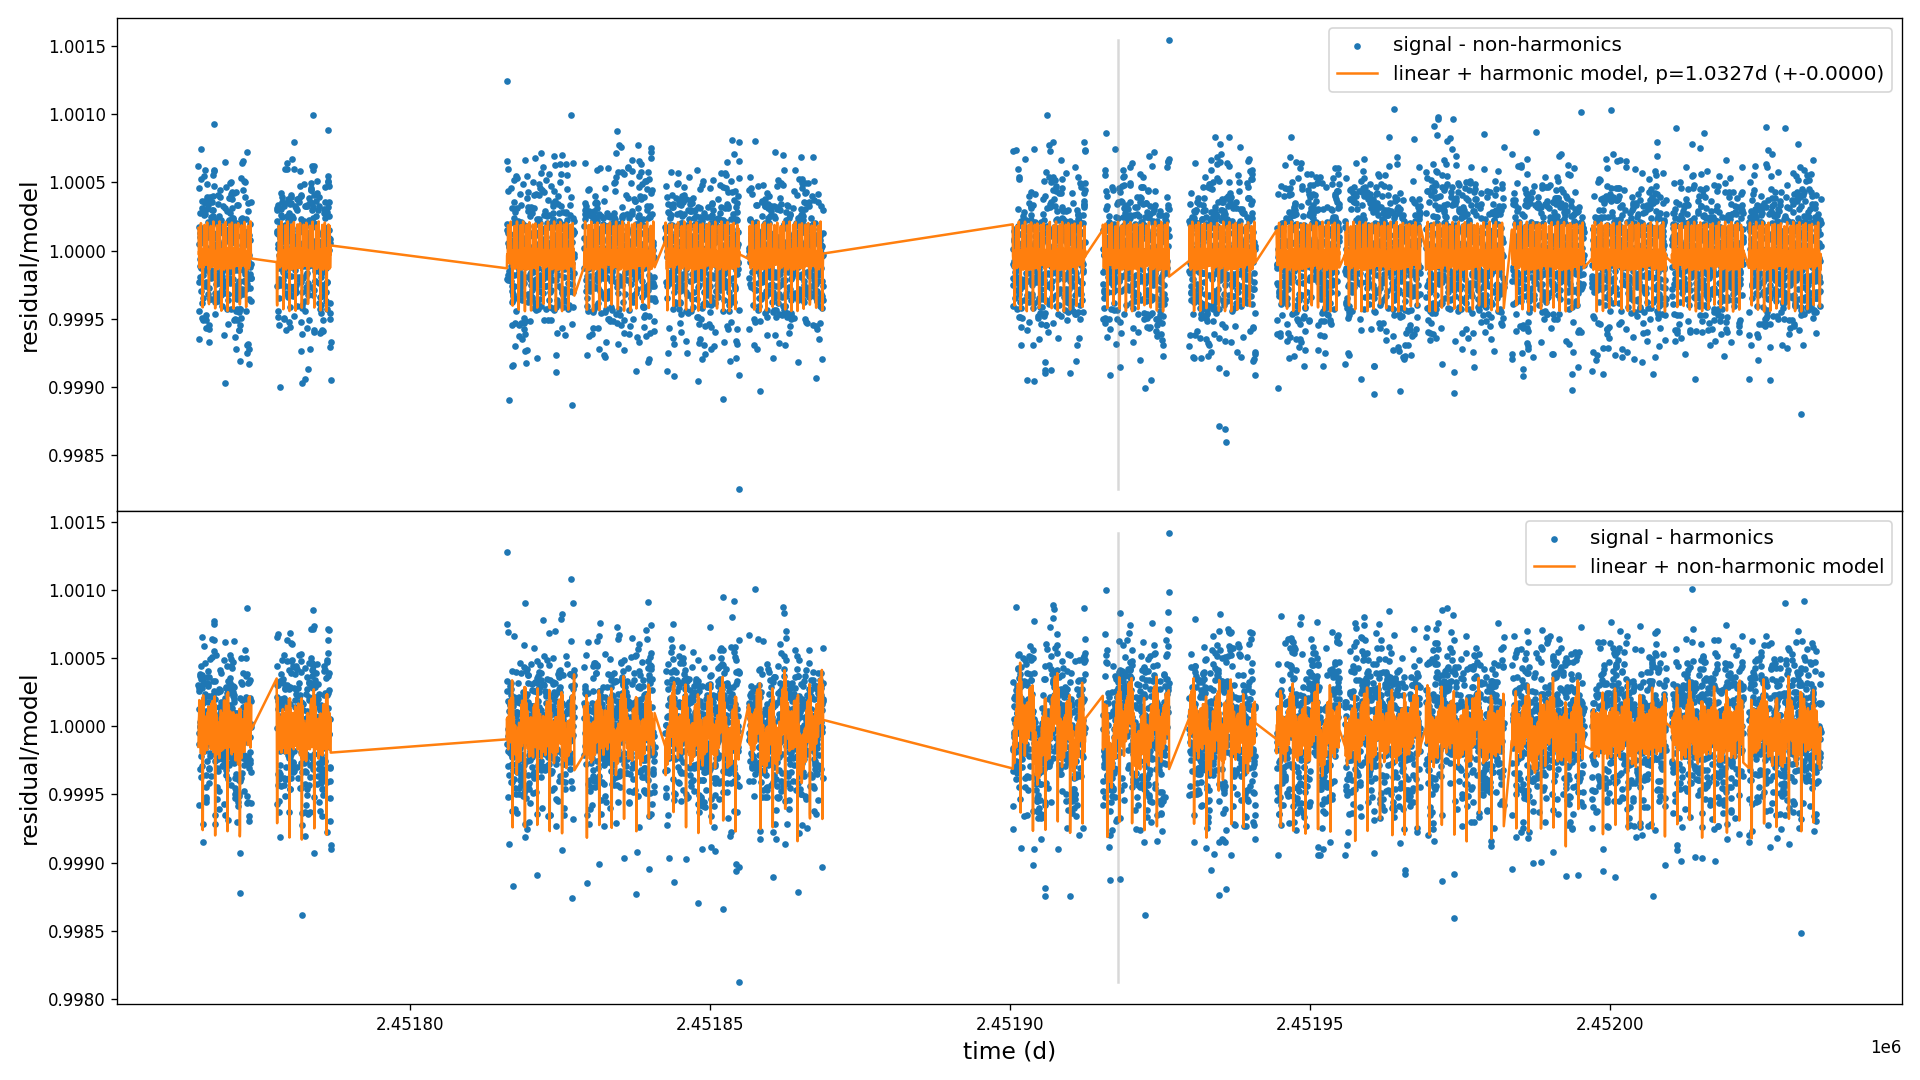 signal - non-harmonics
linear + harmonic model, p=1.0327d (+-0.0000)
1.0015
1.0010
1.0005
1.0000
0.9995
0.9990
0.9985
residual/model
signal - harmonics
linear + non-harmonic model
1.0015
1.0010
1.0005
1.0000
0.9995
0.9990
0.9985
0.9980
residual/model
2.45180
2.45185
2.45190
2.45195
2.45200
time (d)
1e6